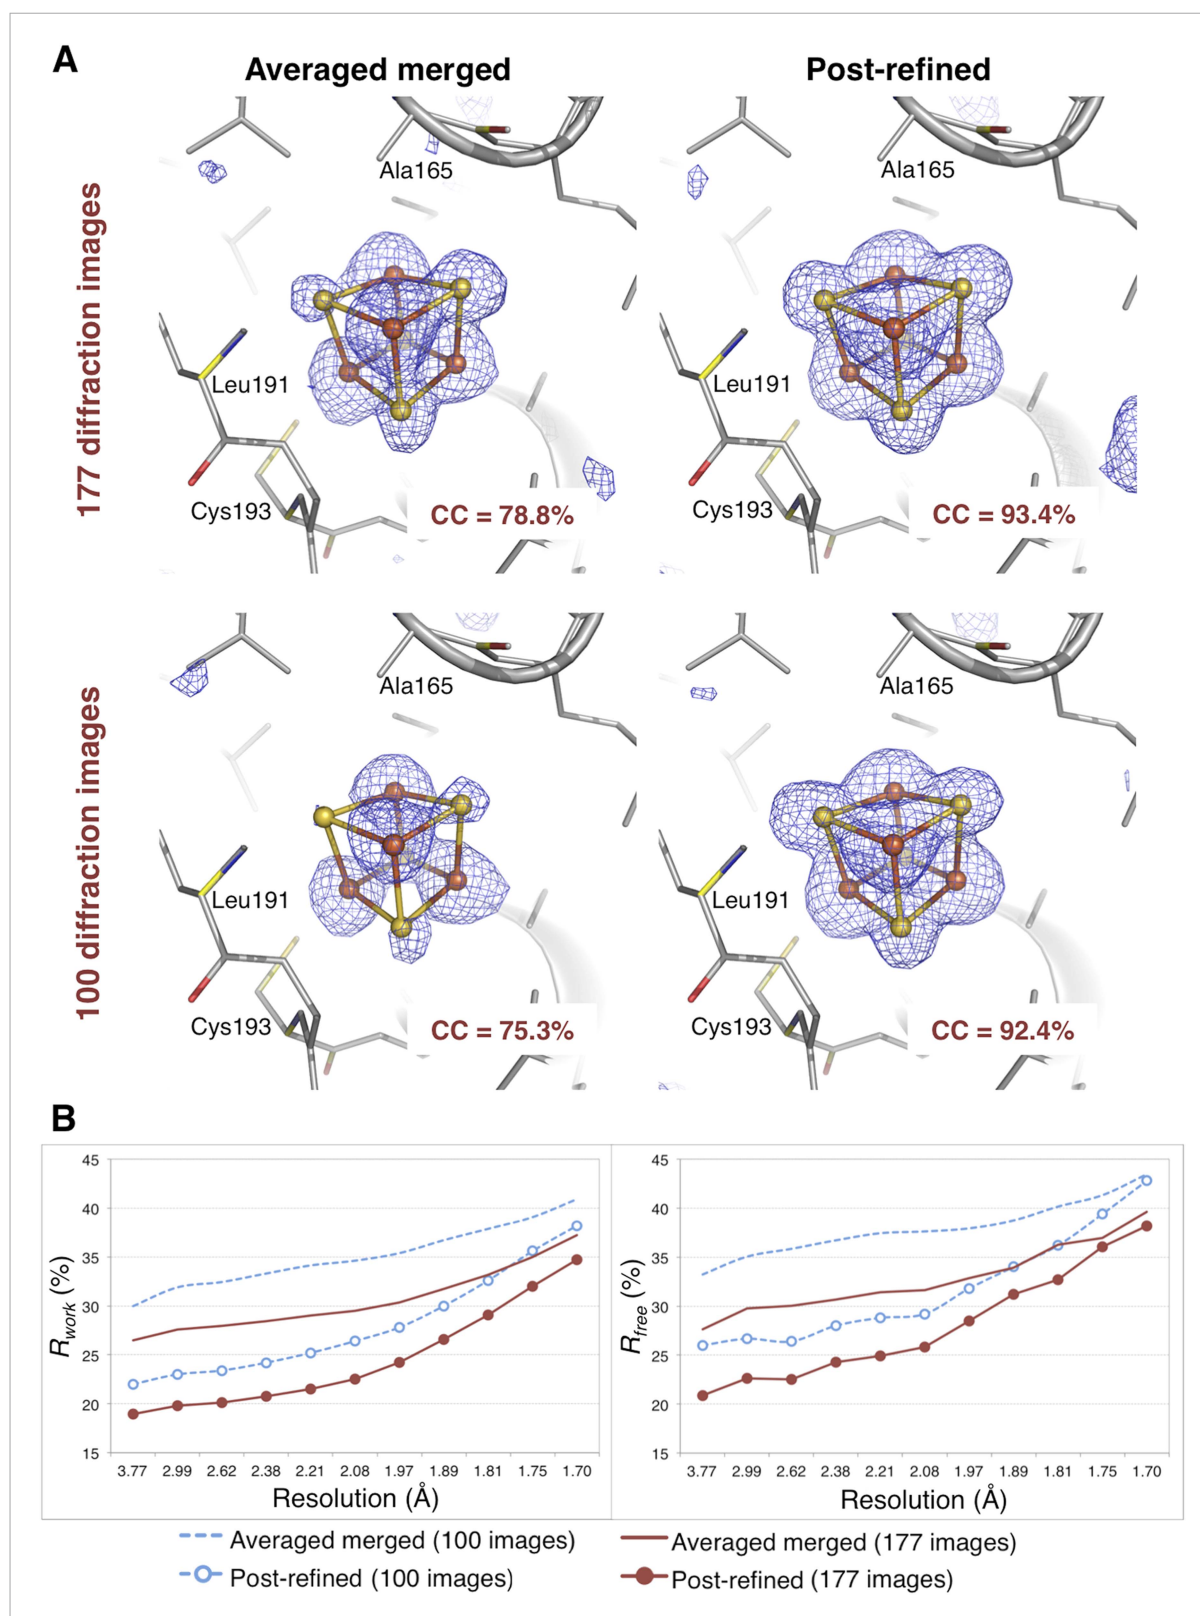 A
Averaged merged
Post-refined
177 diffraction images
Ala165
Leu191
Cys193
CC = 78.8%
Ala165
Leu191
Cys193
CC = 93.4%
100 diffraction images
Ala165
Leu191
Cys193
CC = 75.3%
Ala165
Leu191
Cys193
CC = 92.4%
B
Rwork (%)
45
40
35
30
25
20
15
3.77 2.99 2.62 2.38 2.21 2.08 1.97 1.89 1.81 1.75 1.70
Resolution (Å)
Rfree (%)
45
40
35
30
25
20
15
3.77 2.99 2.62 2.38 2.21 2.08 1.97 1.89 1.81 1.75 1.70
Resolution (Å)
Averaged merged (100 images)
Averaged merged (177 images)
Post-refined (100 images)
Post-refined (177 images)